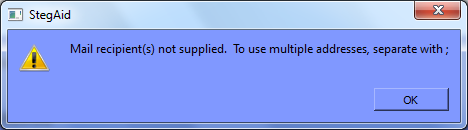 StegAid
Mail recipient(s) not supplied.  To use multiple addresses, separate with ;
OK